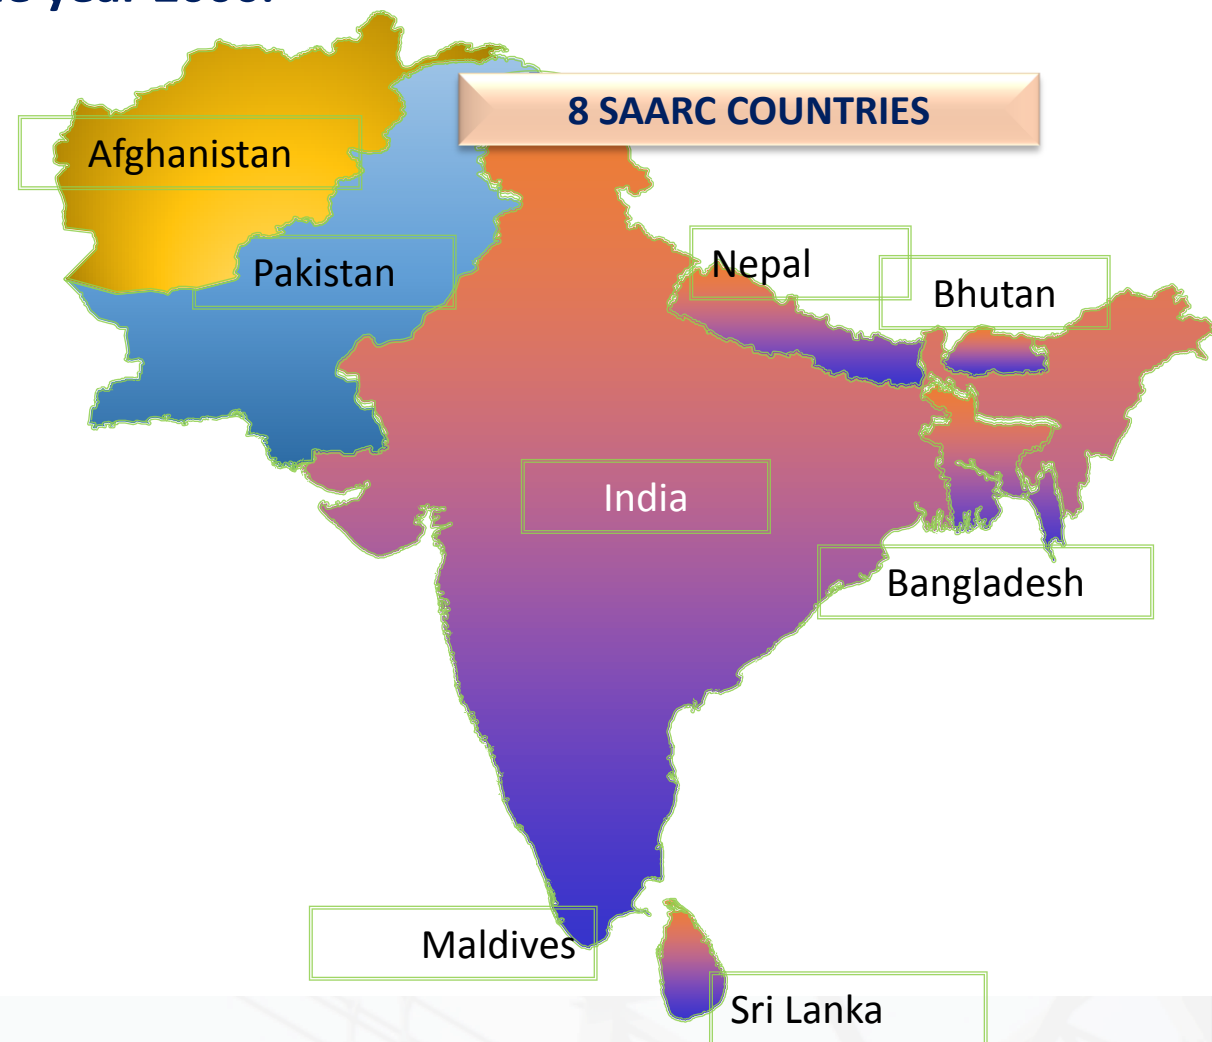 8 SAARC COUNTRIES
Afghanistan
Pakistan
Nepal
Bhutan
India
Bangladesh
Maldives
Sri Lanka